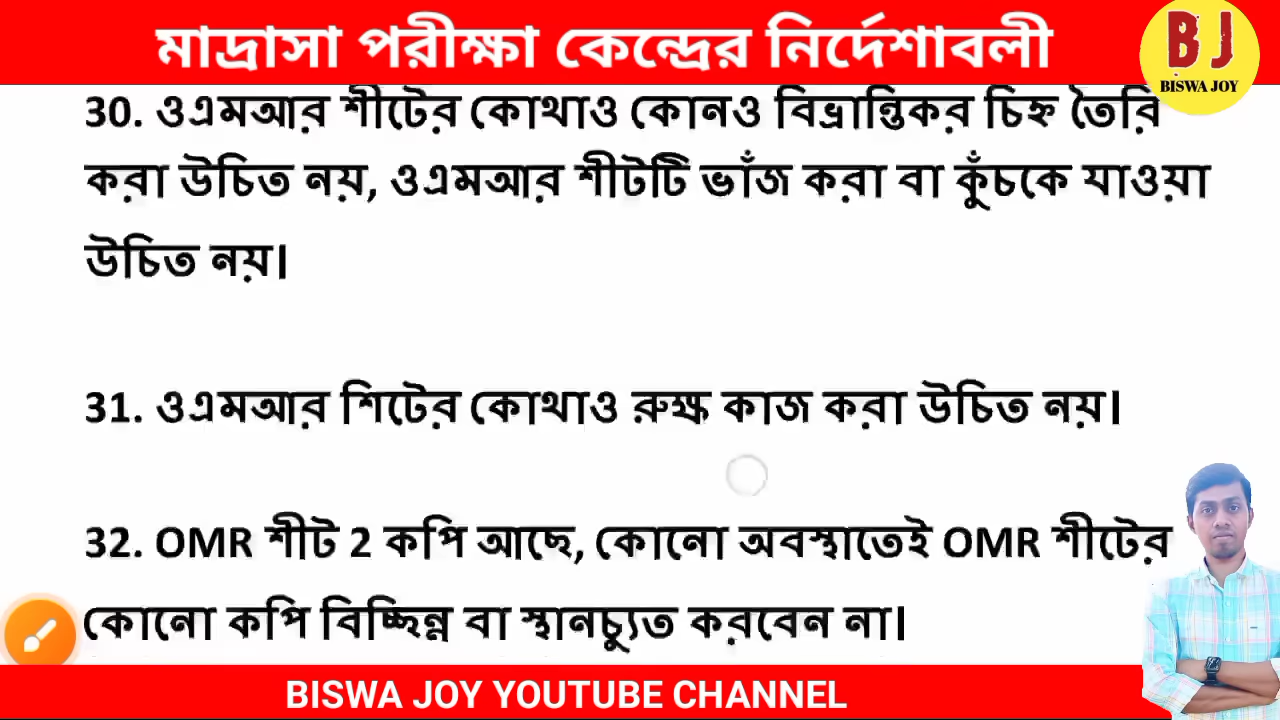 মাদ্রাসা পরীক্ষা কেন্দ্রের নির্দেশাবলী
BJ
BISWA JOY
30. ওএমআর শীটের কোথাও কোনও বিভ্রান্তিকর চিহ্ন তৈরি
করা উচিত নয়, ওএমআর শীটটি ভাঁজ করা বা কুঁচকে যাওয়া
উচিত নয়।
31. ওএমআর শিটের কোথাও রুক্ষ কাজ করা উচিত নয়।
32. OMR শীট 2 কপি আছে, কোনো অবস্থাতেই OMR শীটের
কোনো কপি বিচ্ছিন্ন বা স্থানচ্যুত করবেন না।
BISWA JOY YOUTUBE CHANNEL